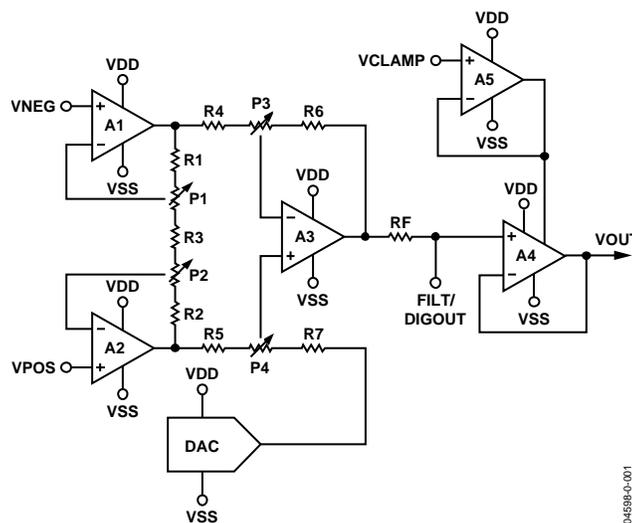 VDD
VCLAMP
+
A5
−
VSS
VDD
VNEG
+
A1
−
VSS
R4
P3
R6
R1
P1
R3
P2
R2
VDD
−
A3
+
VSS
RF
FILT/
DIGOUT
VDD
+
A4
−
VSS
VOUT
VDD
−
A2
+
VPOS
VSS
R5
P4
R7
VDD
DAC
VSS
04598-0-001